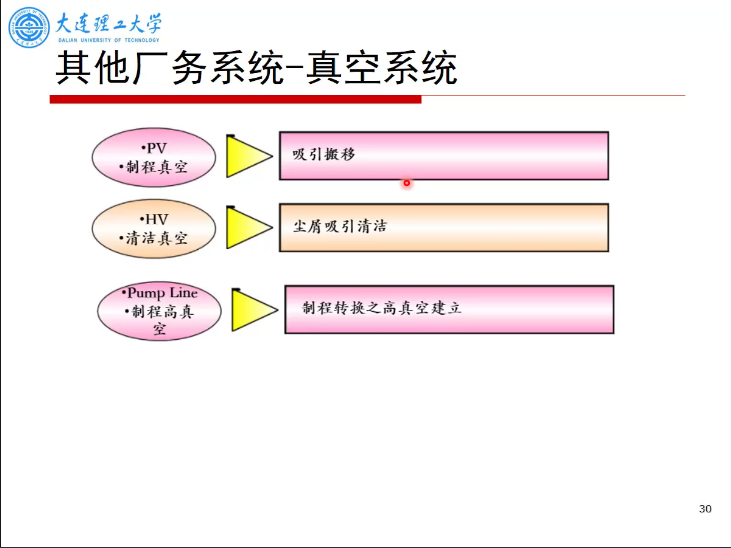 大连理工大学
DALIAN UNIVERSITY OF TECHNOLOGY
其他厂务系统-真空系统
•PV
•制程真空
吸引搬移
•HV
•清洁真空
尘屑吸引清洁
•Pump Line
•制程高真
空
制程转换之高真空建立
30